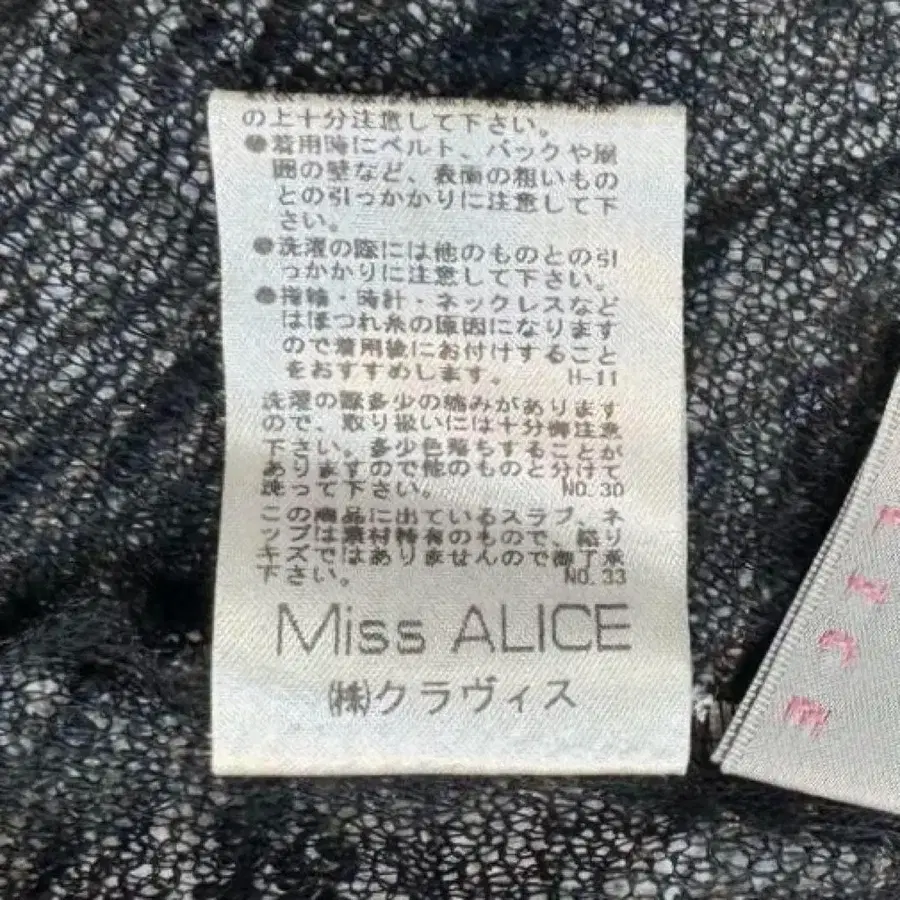 の上十分注意して下さい。
●着用時にベルト、バックや周
囲の壁など、表面の粗いもの
との引っかかりに注意して下
さい。
●洗濯の際には他のものとの引
っかかりに注意して下さい。
●指輪・時計・ネックレスなど
はほつれ糸の原因になります
ので着用後にお付けすること
をおすすめします。 H-11
洗濯の際多少の縮みがあります
ので、取り扱いには十分御注意
下さい。多少色落ちすることが
ありますので他のものと分けて
洗って下さい。 NO.30
この商品に出ているスラブ、ネ
ップは素材特有のもので、織り
キズではありませんので御了承
下さい。 NO.33
Miss ALICE
(株)クラヴィス